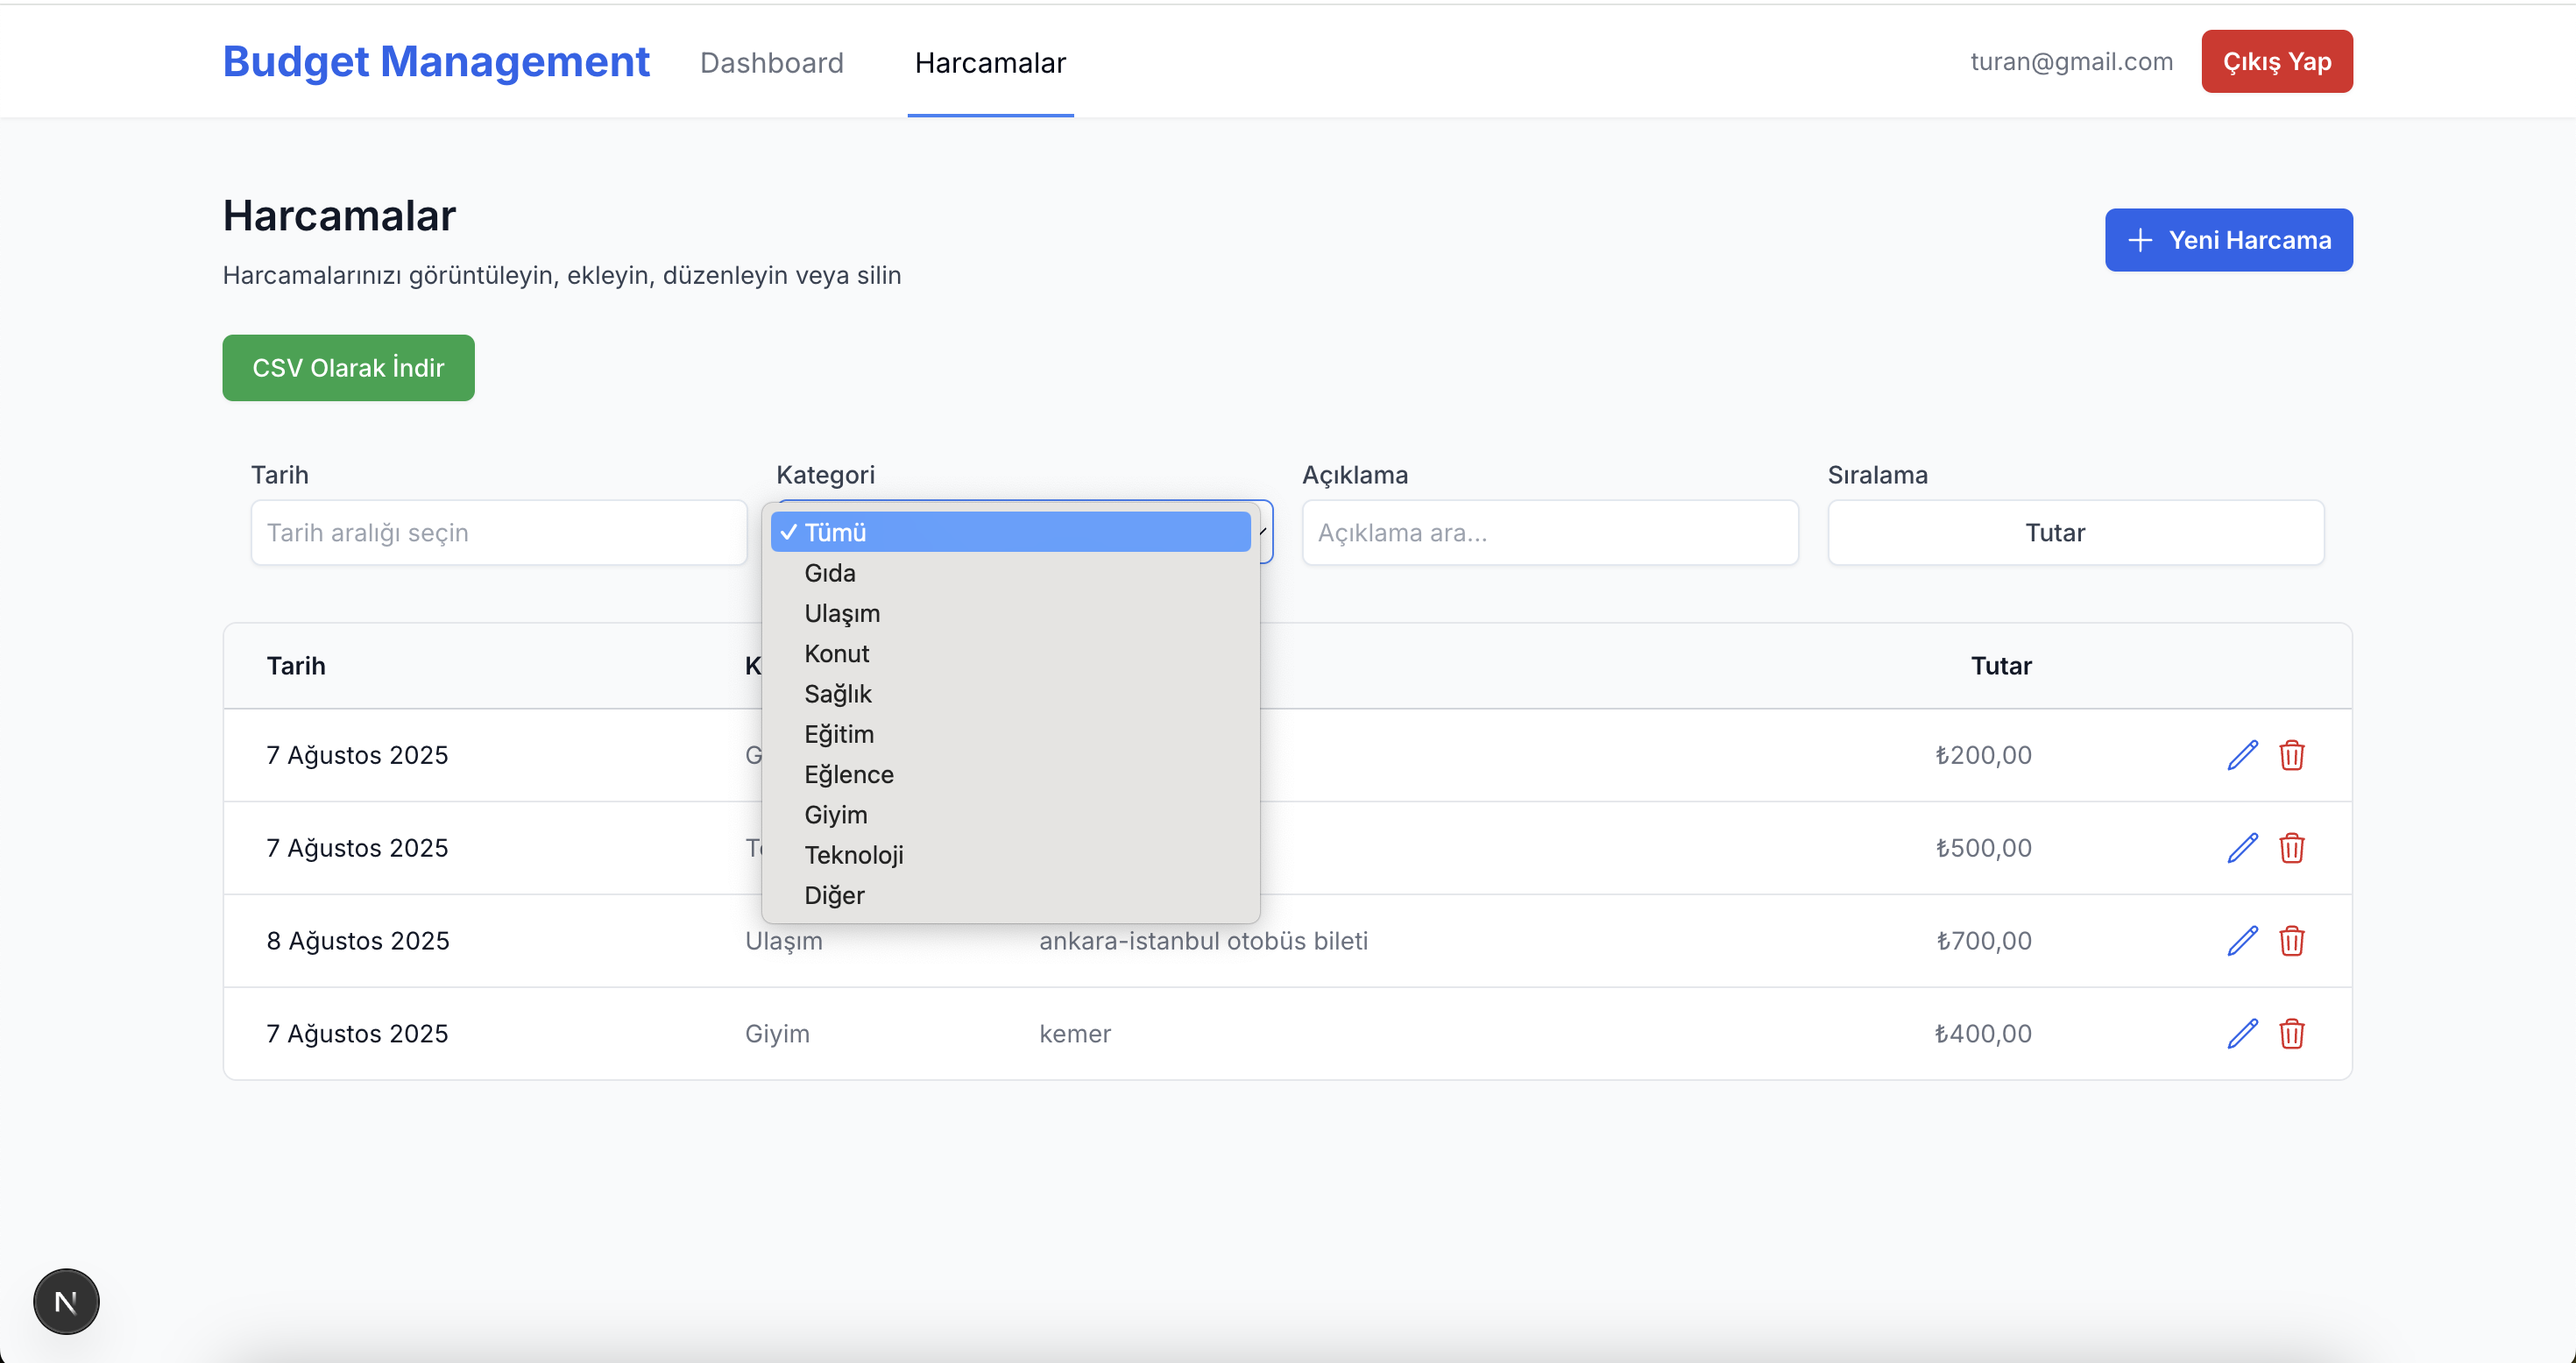 Budget Management Dashboard Harcamalar turan@gmail.com Çıkış Yap
Harcamalar
Yeni Harcama
Harcamalarınızı görüntüleyin, ekleyin, düzenleyin veya silin
CSV Olarak İndir
Tarih Kategori Açıklama Sıralama
Tarih aralığı seçin Tümü Açıklama ara... Tutar
Gıda
Ulaşım
Konut
Sağlık
Eğitim
Eğlence
Giyim
Teknoloji
Diğer
Tarih Tutar
7 Ağustos 2025 ₺200,00
7 Ağustos 2025 ₺500,00
8 Ağustos 2025 Ulaşım ankara-istanbul otobüs bileti ₺700,00
7 Ağustos 2025 Giyim kemer ₺400,00
N